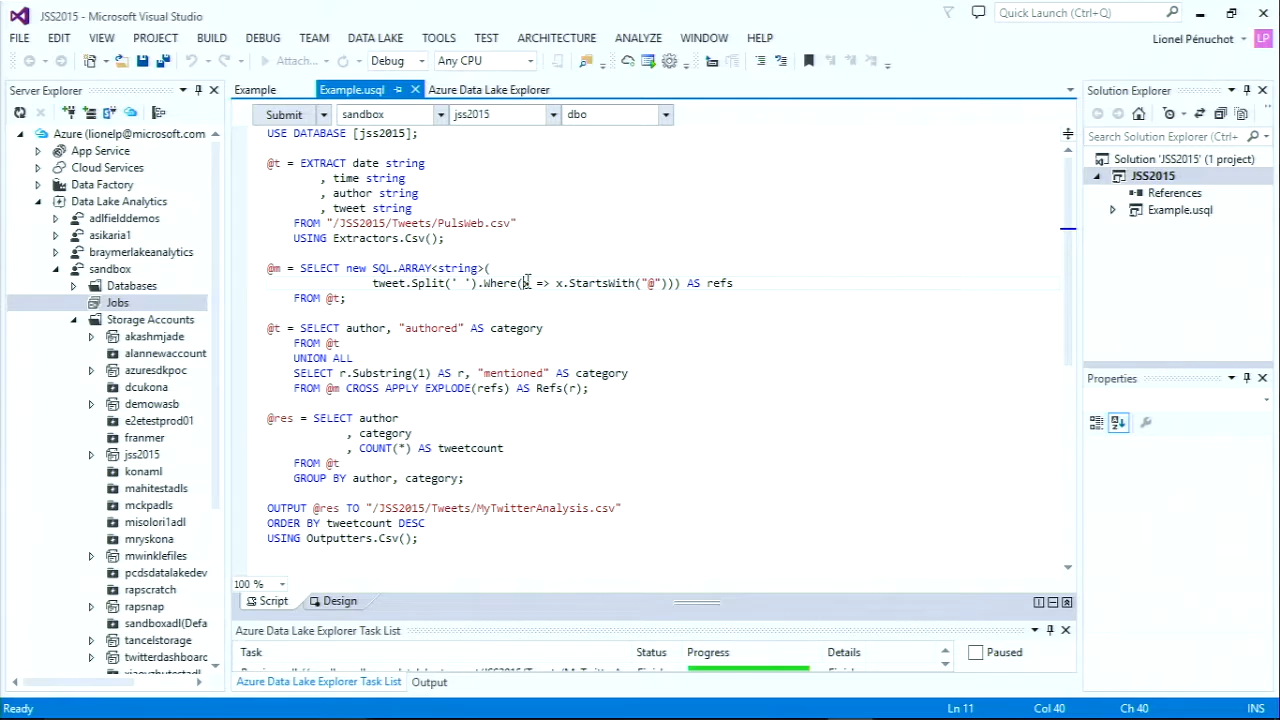 JSS2015 - Microsoft Visual Studio
Quick Launch (Ctrl+Q)
FILE EDIT VIEW PROJECT BUILD DEBUG TEAM DATA LAKE TOOLS TEST ARCHITECTURE ANALYZE WINDOW HELP
Lionel Pénuchot LP
Attach... Debug Any CPU
Server Explorer
Azure (lionelp@microsoft.com
App Service
Cloud Services
Data Factory
Data Lake Analytics
adlfielddemos
asikaria1
braymerlakeanalytics
sandbox
Databases
Jobs
Storage Accounts
akashmjade
alannewaccount
azuresdkpoc
dcukona
demowasb
e2etestprod01
franmer
jss2015
konaml
mahitestadls
mckpadls
misolori1adl
mryskona
mwinklefiles
pcdsdatalakedev
rapscratch
rapsnap
sandboxadl(Defa
tancelstorage
twitterdashboar
Example Example.usql Azure Data Lake Explorer
Submit sandbox jss2015 dbo
USE DATABASE [jss2015];
@t = EXTRACT date string
, time string
, author string
, tweet string
FROM "/JSS2015/Tweets/PulsWeb.csv"
USING Extractors.Csv();
@m = SELECT new SQL.ARRAY<string>(
tweet.Split(' ').Where(x => x.StartsWith("@"))) AS refs
FROM @t;
@t = SELECT author, "authored" AS category
FROM @t
UNION ALL
SELECT r.Substring(1) AS r, "mentioned" AS category
FROM @m CROSS APPLY EXPLODE(refs) AS Refs(r);
@res = SELECT author
, category
, COUNT(*) AS tweetcount
FROM @t
GROUP BY author, category;
OUTPUT @res TO "/JSS2015/Tweets/MyTwitterAnalysis.csv"
ORDER BY tweetcount DESC
USING Outputters.Csv();
100 %
Script Design
Azure Data Lake Explorer Task List
Task Status Progress Details Paused
Azure Data Lake Explorer Task List Output
Solution Explorer
Search Solution Explorer (Ctrl+
Solution 'JSS2015' (1 project)
JSS2015
References
Example.usql
Properties
Ready Ln 11 Col 40 Ch 40 INS